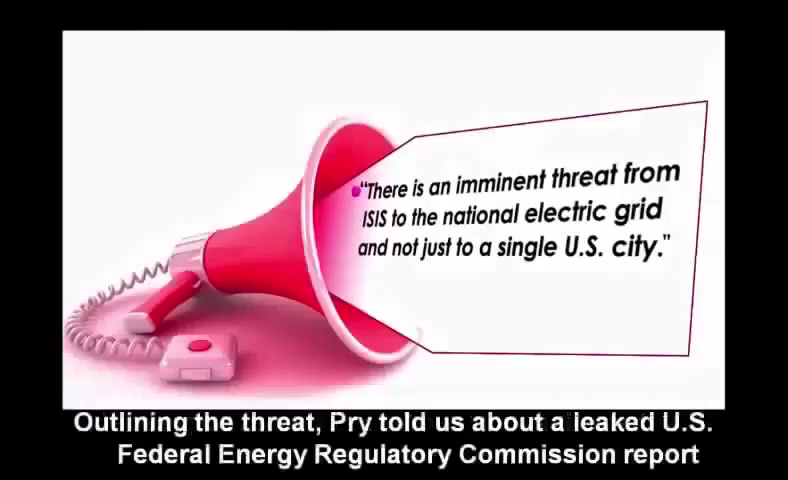 "There is an imminent threat from
ISIS to the national electric grid
and not just to a single U.S. city."
Outlining the threat, Pry told us about a leaked U.S.
Federal Energy Regulatory Commission report